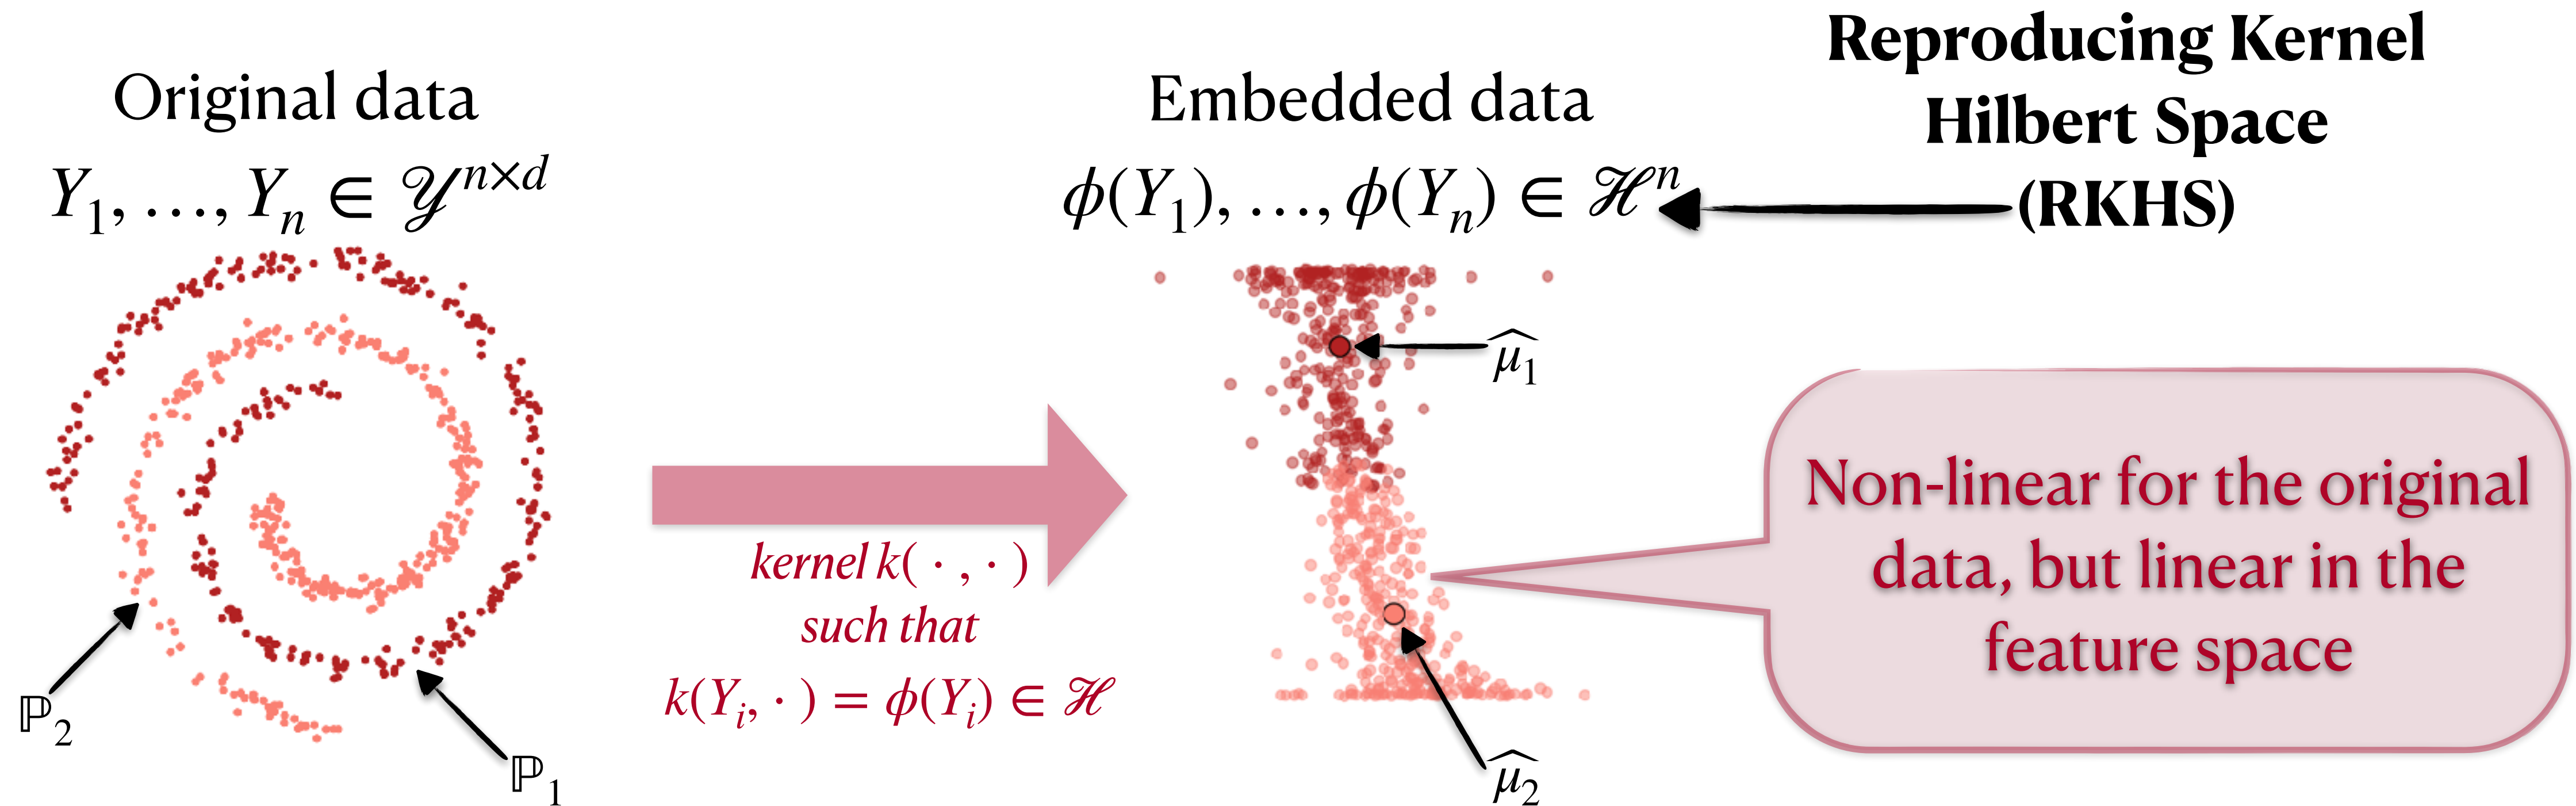 Original data
Y₁, …, Yₙ ∈ 𝒴ⁿˣᵈ
Embedded data
ϕ(Y₁), …, ϕ(Yₙ) ∈ ℋⁿ
Reproducing Kernel
Hilbert Space
(RKHS)
ℙ₂
ℙ₁
kernel k( · , · )
such that
k(Yᵢ, · ) = ϕ(Yᵢ) ∈ ℋ
μ̂₁
μ̂₂
Non-linear for the original
data, but linear in the
feature space